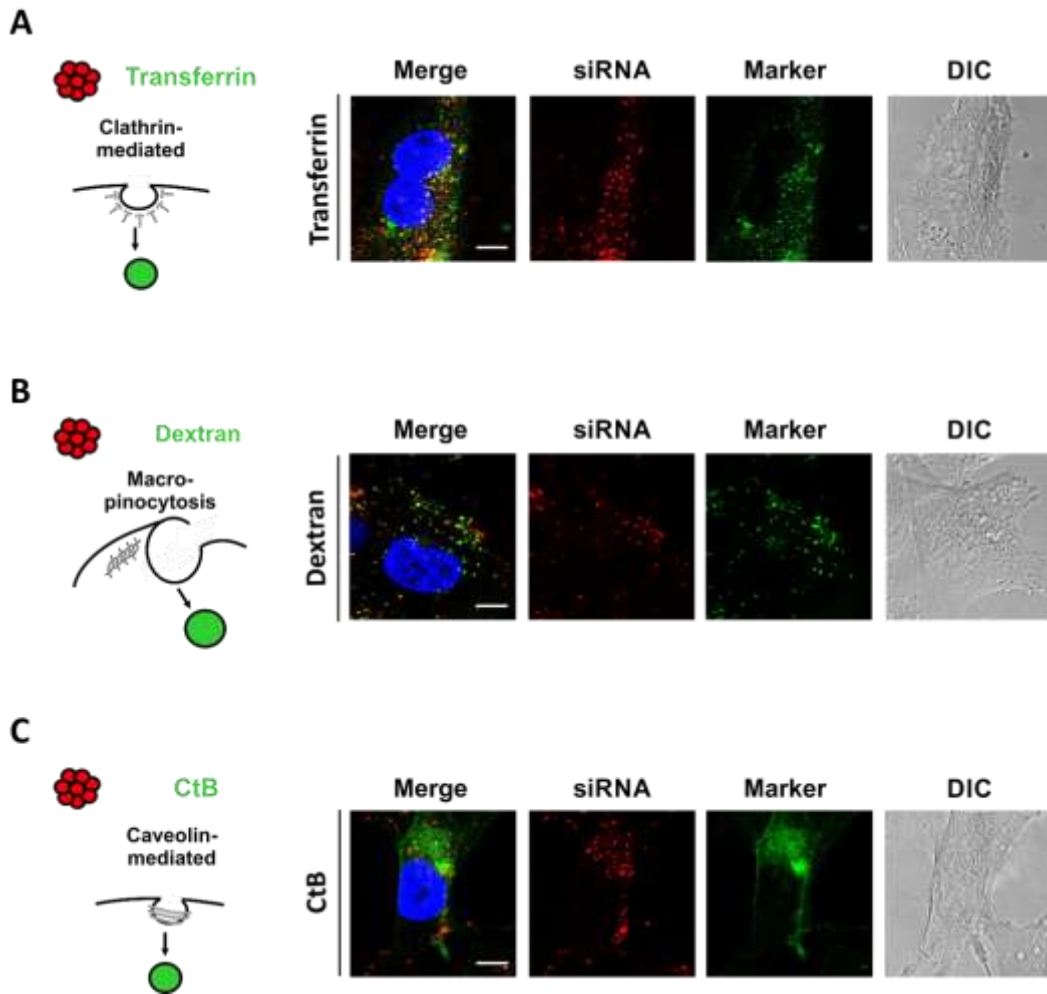 A
Transferrin
Clathrin-
mediated
Merge
siRNA
Marker
DIC
Transferrin
B
Dextran
Macro-
pinocytosis
Merge
siRNA
Marker
DIC
Dextran
C
CtB
Caveolin-
mediated
Merge
siRNA
Marker
DIC
CtB